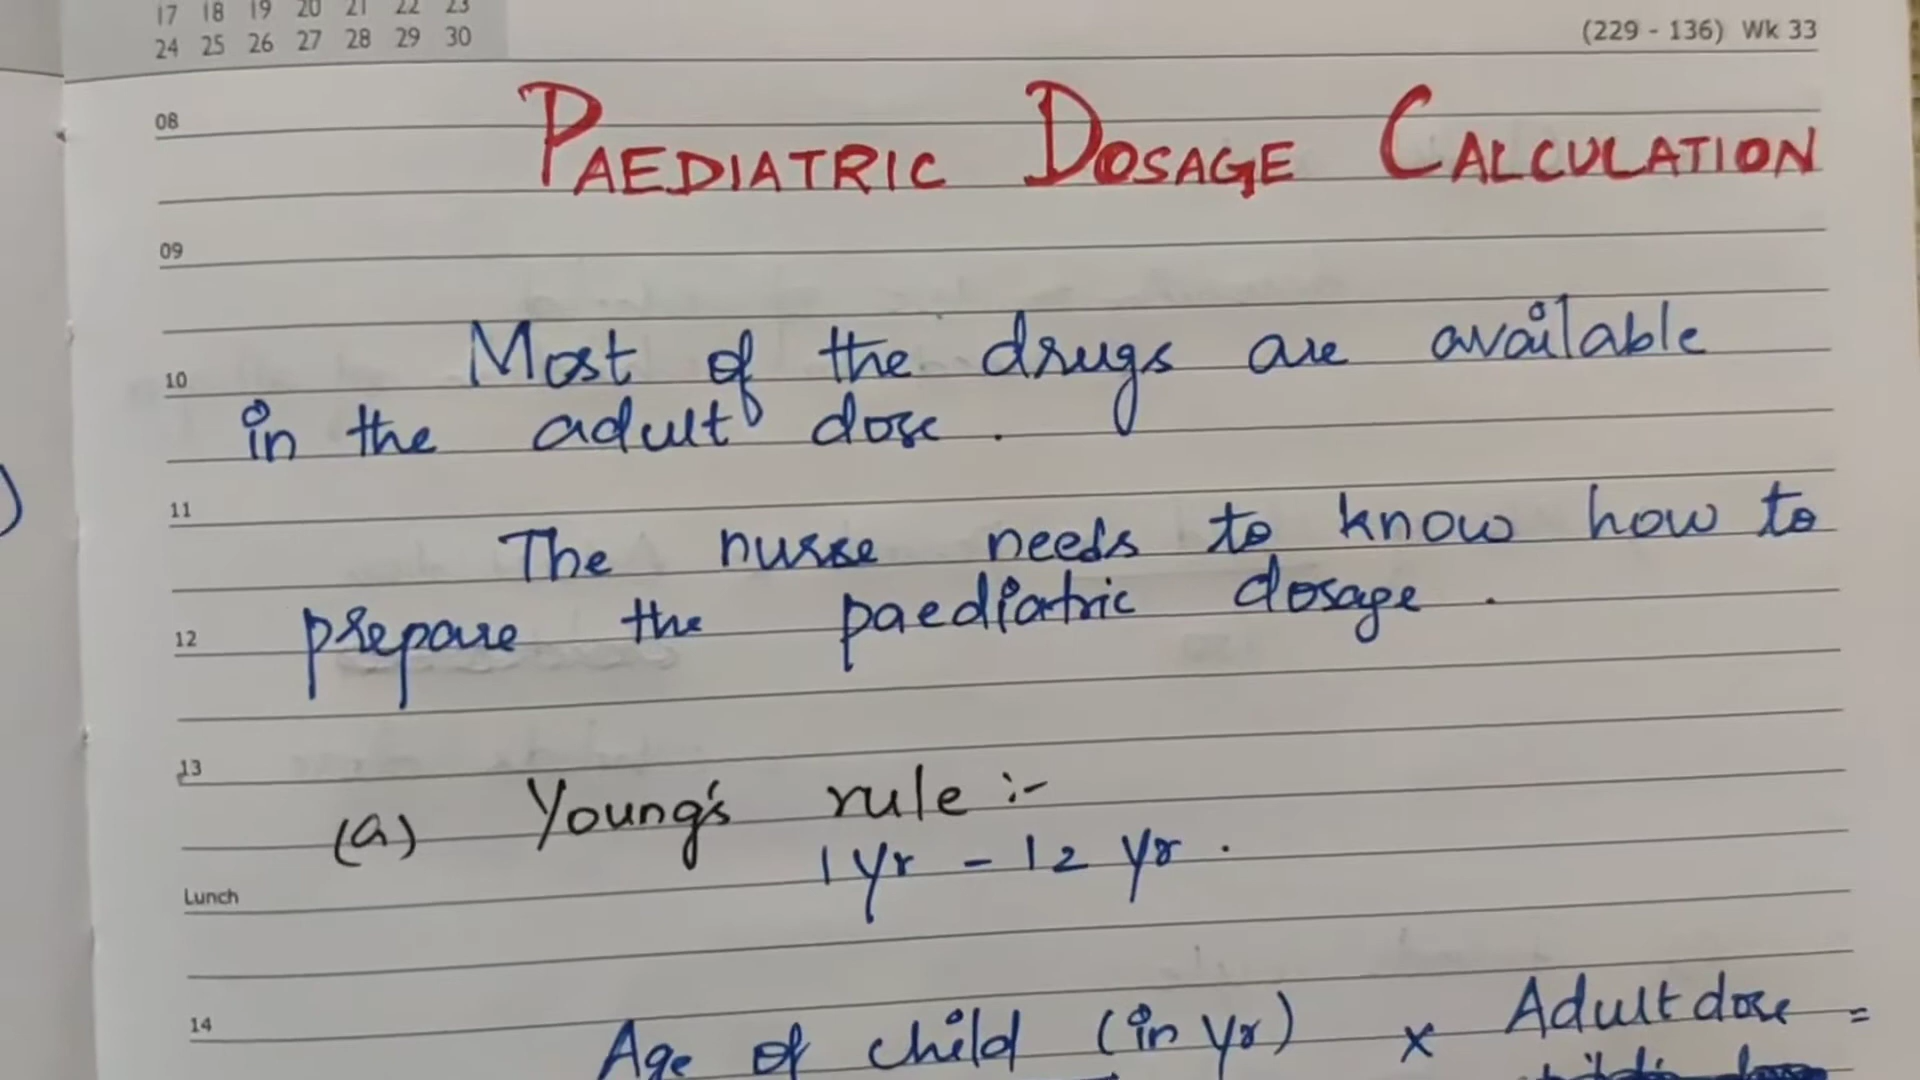 17 18 19 20 21 22 23
24 25 26 27 28 29 30
(229 - 136) Wk 33
08
PAEDIATRIC DOSAGE CALCULATION
09
Most of the drugs are available
10
in the adult dose .
11
The nurse needs to know how to
12
prepare the paediatric dosage .
13
(a) Young's rule :-
1 yr - 12 yr .
Lunch
14
Age of child (in yr) x Adult dose =